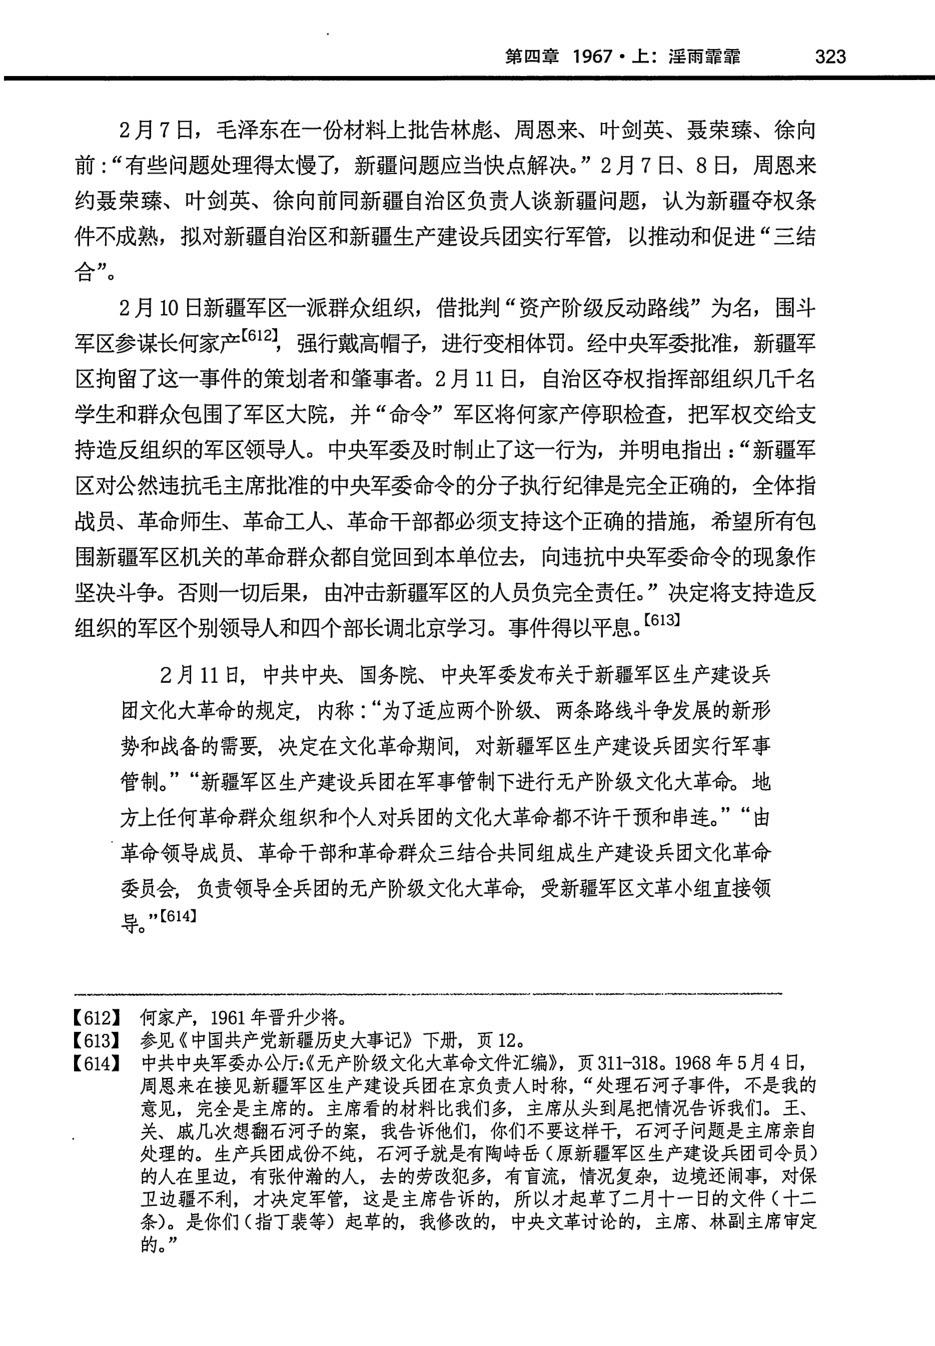 第四章 1967·上：淫雨霏霏 323
2月7日，毛泽东在一份材料上批告林彪、周恩来、叶剑英、聂荣臻、徐向
前：“有些问题处理得太慢了，新疆问题应当快点解决。”2月7日、8日，周恩来
约聂荣臻、叶剑英、徐向前同新疆自治区负责人谈新疆问题，认为新疆夺权条
件不成熟，拟对新疆自治区和新疆生产建设兵团实行军管，以推动和促进“三结
合”。
2月10日新疆军区一派群众组织，借批判“资产阶级反动路线”为名，围斗
军区参谋长何家产【612】，强行戴高帽子，进行变相体罚。经中央军委批准，新疆军
区拘留了这一事件的策划者和肇事者。2月11日，自治区夺权指挥部组织几千名
学生和群众包围了军区大院，并“命令”军区将何家产停职检查，把军权交给支
持造反组织的军区领导人。中央军委及时制止了这一行为，并明电指出：“新疆军
区对公然违抗毛主席批准的中央军委命令的分子执行纪律是完全正确的，全体指
战员、革命师生、革命工人、革命干部都必须支持这个正确的措施，希望所有包
围新疆军区机关的革命群众都自觉回到本单位去，向违抗中央军委命令的现象作
坚决斗争。否则一切后果，由冲击新疆军区的人员负完全责任。”决定将支持造反
组织的军区个别领导人和四个部长调北京学习。事件得以平息。【613】
2月11日，中共中央、国务院、中央军委发布关于新疆军区生产建设兵
团文化大革命的规定，内称：“为了适应两个阶级、两条路线斗争发展的新形
势和战备的需要，决定在文化革命期间，对新疆军区生产建设兵团实行军事
管制。”“新疆军区生产建设兵团在军事管制下进行无产阶级文化大革命。地
方上任何革命群众组织和个人对兵团的文化大革命都不许干预和串连。”“由
革命领导成员、革命干部和革命群众三结合共同组成生产建设兵团文化革命
委员会，负责领导全兵团的无产阶级文化大革命，受新疆军区文革小组直接领
导。”【614】
【612】 何家产，1961年晋升少将。
【613】 参见《中国共产党新疆历史大事记》下册，页12。
【614】 中共中央军委办公厅：《无产阶级文化大革命文件汇编》，页311-318。1968年5月4日，
周恩来在接见新疆军区生产建设兵团在京负责人时称，“处理石河子事件，不是我的
意见，完全是主席的。主席看的材料比我们多，主席从头到尾把情况告诉我们。王、
关、戚几次想翻石河子的案，我告诉他们，你们不要这样干，石河子问题是主席亲自
处理的。生产兵团成份不纯，石河子就是有陶峙岳（原新疆军区生产建设兵团司令员）
的人在里边，有张仲瀚的人，去的劳改犯多，有盲流，情况复杂，边境还闹事，对保
卫边疆不利，才决定军管，这是主席告诉的，所以才起草了二月十一日的文件（十二
条）。是你们（指丁裴等）起草的，我修改的，中央文革讨论的，主席、林副主席审定
的。”